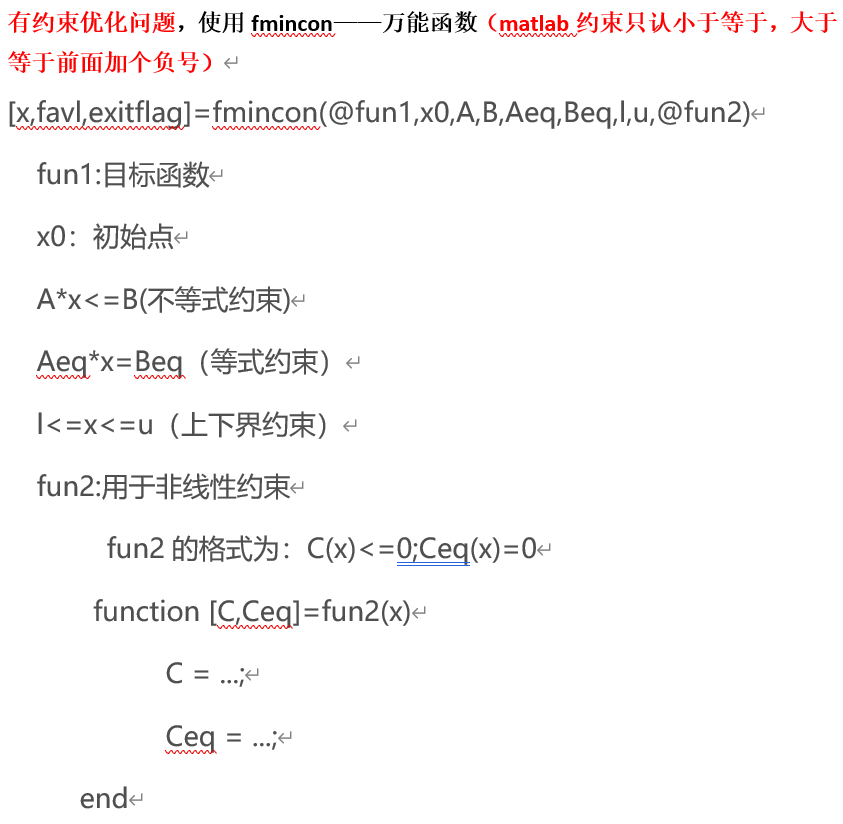 有约束优化问题，使用 fmincon——万能函数（matlab 约束只认小于等于，大于
等于前面加个负号）↵
[x,favl,exitflag]=fmincon(@fun1,x0,A,B,Aeq,Beq,l,u,@fun2)↵
fun1:目标函数↵
x0：初始点↵
A*x<=B(不等式约束)↵
Aeq*x=Beq（等式约束）↵
l<=x<=u（上下界约束）↵
fun2:用于非线性约束↵
fun2 的格式为：C(x)<=0;Ceq(x)=0↵
function [C,Ceq]=fun2(x)↵
C = ...;↵
Ceq = ...;↵
end↵